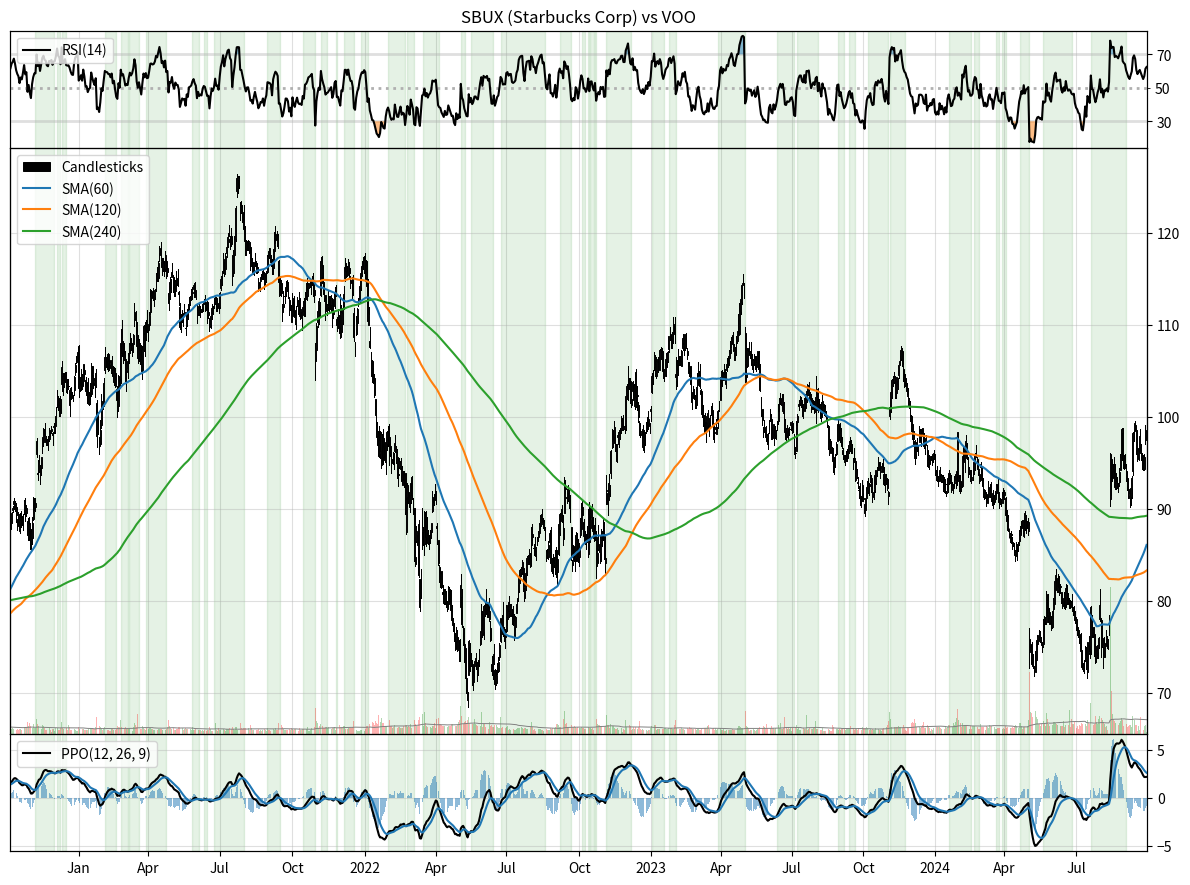 SBUX (Starbucks Corp) vs VOO
RSI(14)
70
50
30
Candlesticks
SMA(60)
SMA(120)
SMA(240)
120
110
100
90
80
70
PPO(12, 26, 9)
5
0
−5
Jan Apr Jul Oct 2022 Apr Jul Oct 2023 Apr Jul Oct 2024 Apr Jul